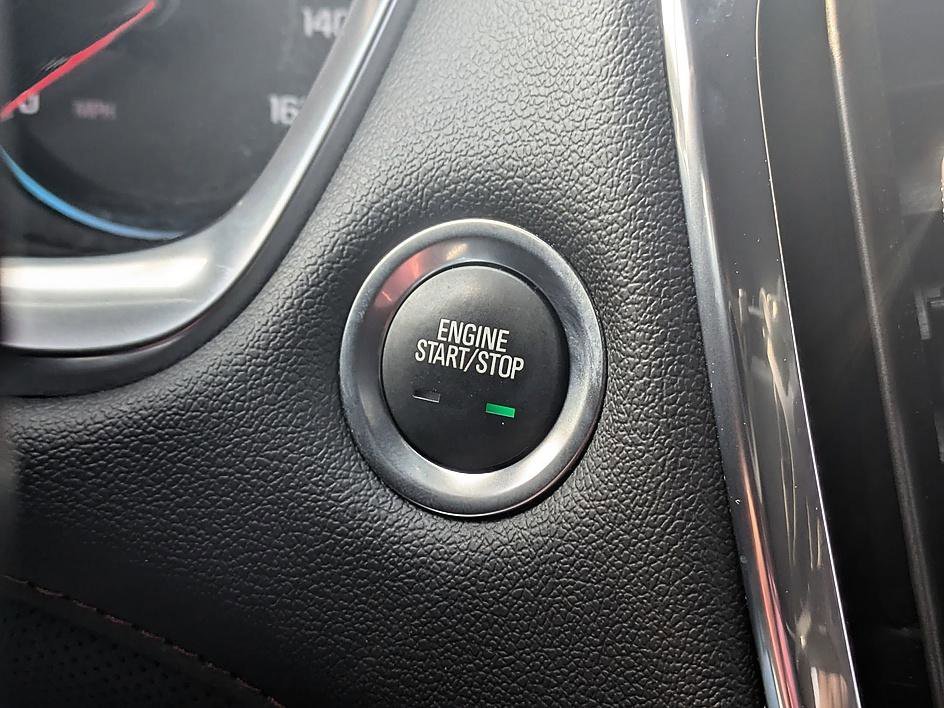 140
MPH
ENGINE
START/STOP